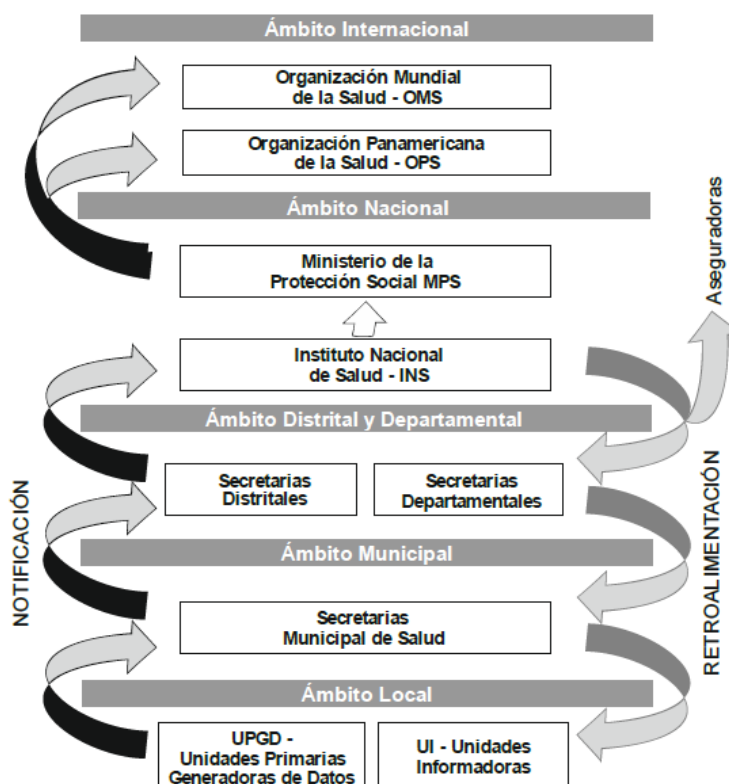 Ámbito Internacional
Organización Mundial
de la Salud - OMS
Organización Panamericana
de la Salud - OPS
Ámbito Nacional
Ministerio de la
Protección Social MPS
Aseguradoras
Instituto Nacional
de Salud - INS
Ámbito Distrital y Departamental
Secretarias
Distritales
Secretarias
Departamentales
NOTIFICACIÓN
RETROALIMENTACIÓN
Ámbito Municipal
Secretarias
Municipal de Salud
Ámbito Local
UPGD -
Unidades Primarias
Generadoras de Datos
UI - Unidades
Informadoras